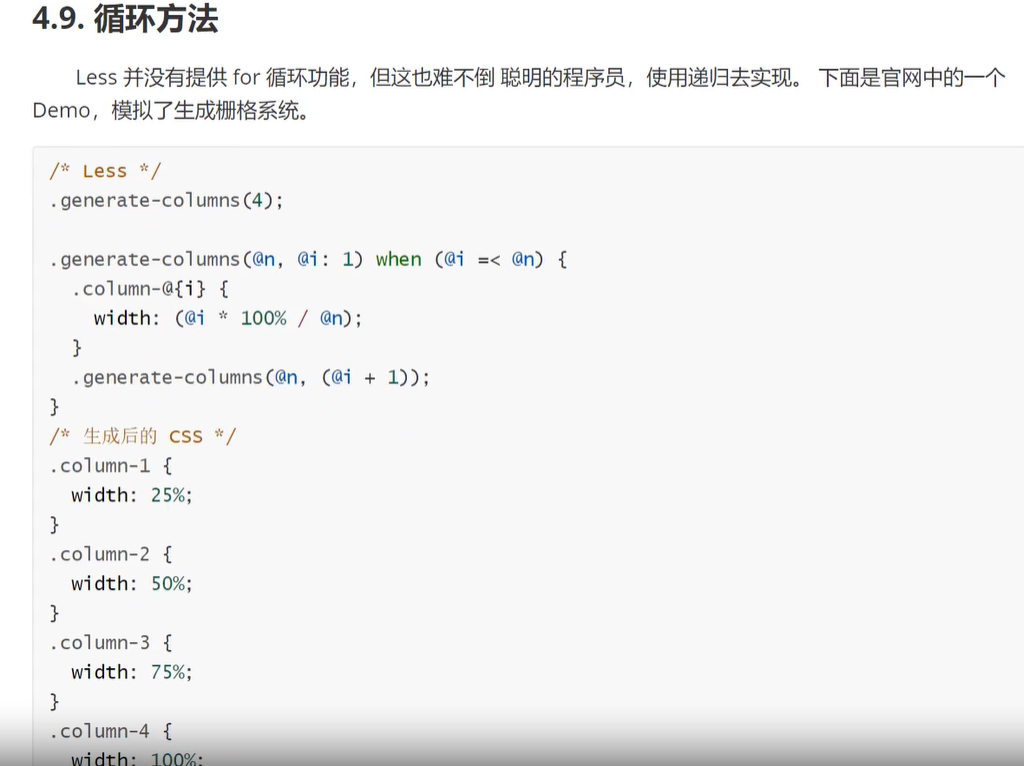 4.9. 循环方法
Less 并没有提供 for 循环功能，但这也难不倒 聪明的程序员，使用递归去实现。 下面是官网中的一个
Demo，模拟了生成栅格系统。
/* Less */
.generate-columns(4);
.generate-columns(@n, @i: 1) when (@i =< @n) {
.column-@{i} {
width: (@i * 100% / @n);
}
.generate-columns(@n, (@i + 1));
}
/* 生成后的 CSS */
.column-1 {
width: 25%;
}
.column-2 {
width: 50%;
}
.column-3 {
width: 75%;
}
.column-4 {
width: 100%;